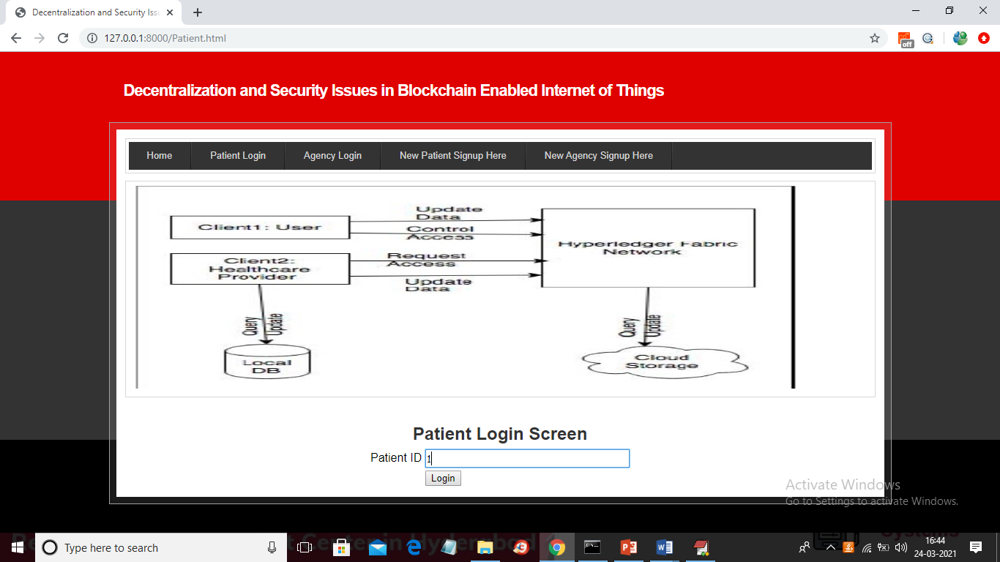 Decentralization and Security Iss
127.0.0.1:8000/Patient.html
off
Decentralization and Security Issues in Blockchain Enabled Internet of Things
Home
Patient Login
Agency Login
New Patient Signup Here
New Agency Signup Here
Update
Data
Client1: User
Control
Access
Hyperledger Fabric
Network
Client2:
Healthcare
Provider
Request
Access
Update
Data
Query
Update
Query
Update
Local
DB
Cloud
Storage
Patient Login Screen
Patient ID 1
Login
Activate Windows
Go to Settings to activate Windows.
Type here to search
16:44
24-03-2021